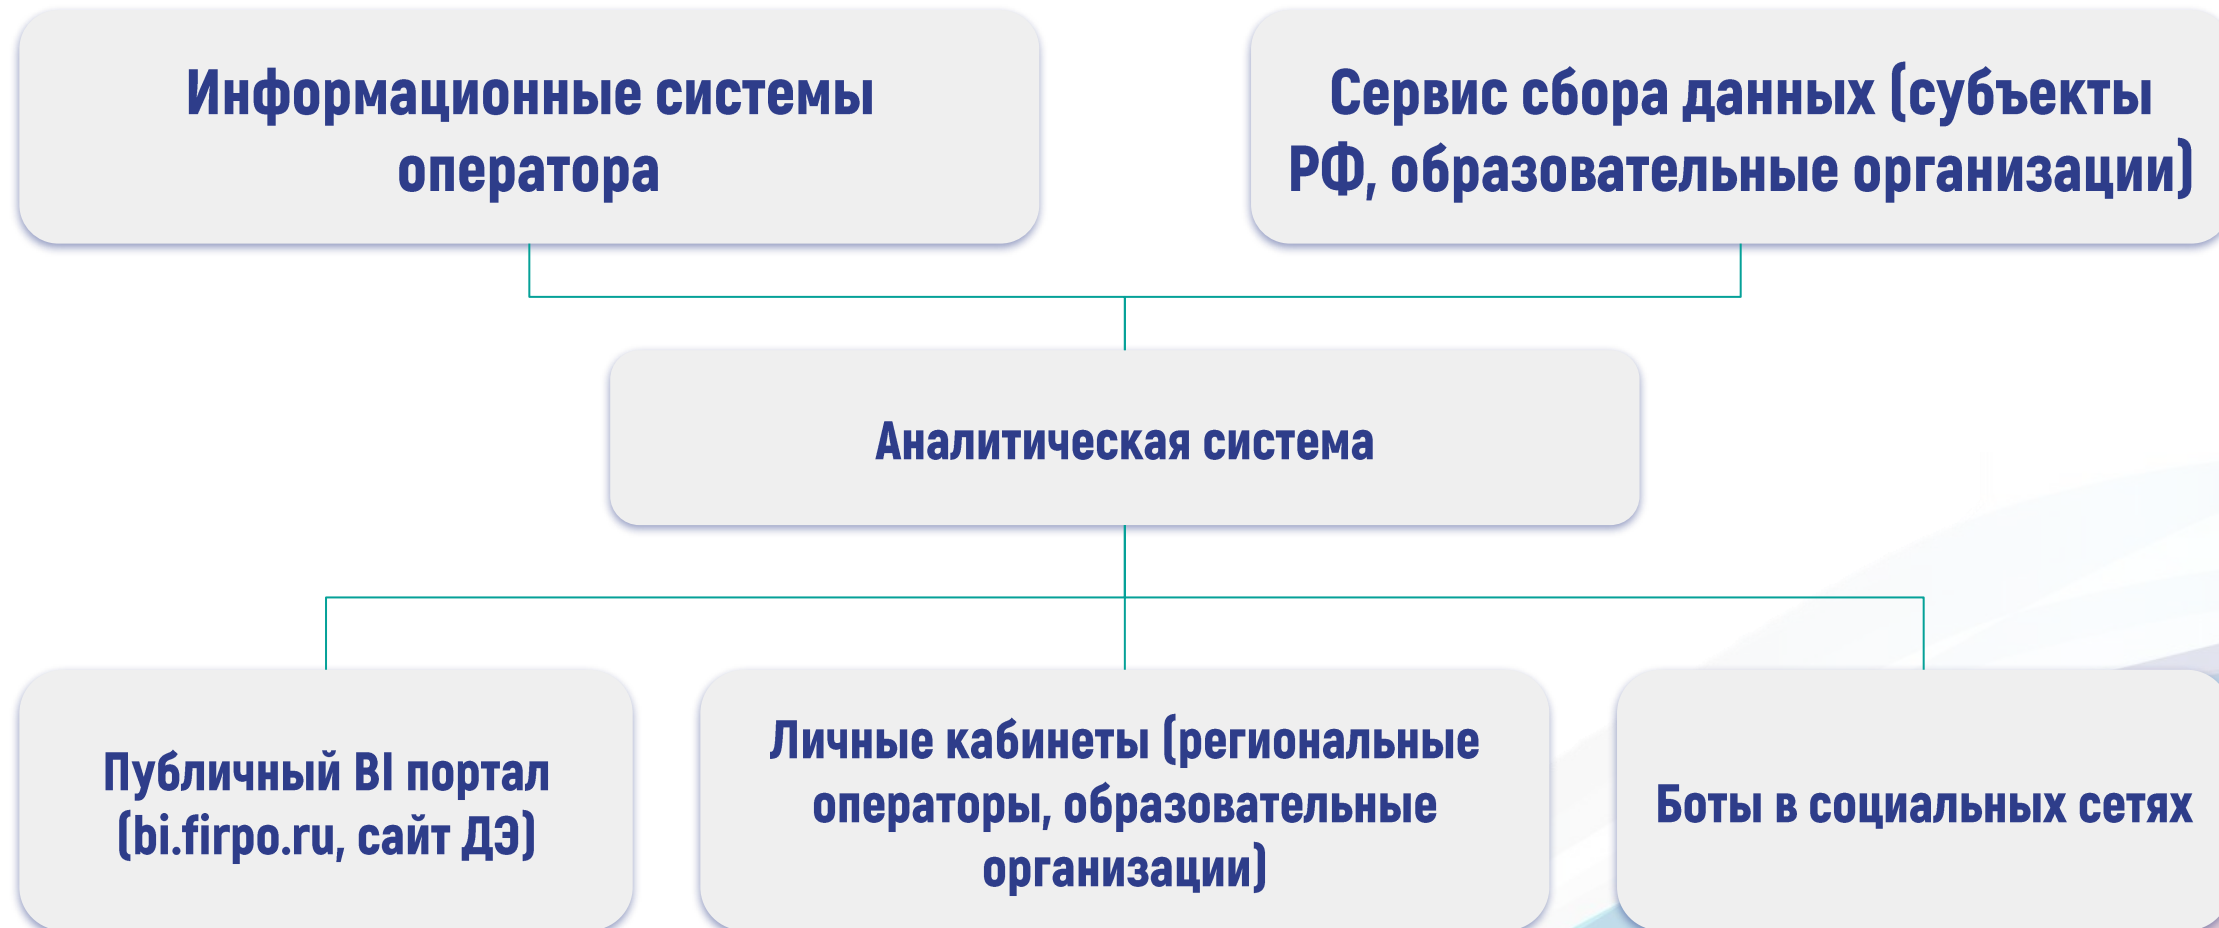 Информационные системы
оператора
Сервис сбора данных (субъекты
РФ, образовательные организации)
Аналитическая система
Публичный BI портал
(bi.firpo.ru, сайт ДЭ)
Личные кабинеты (региональные
операторы, образовательные
организации)
Боты в социальных сетях